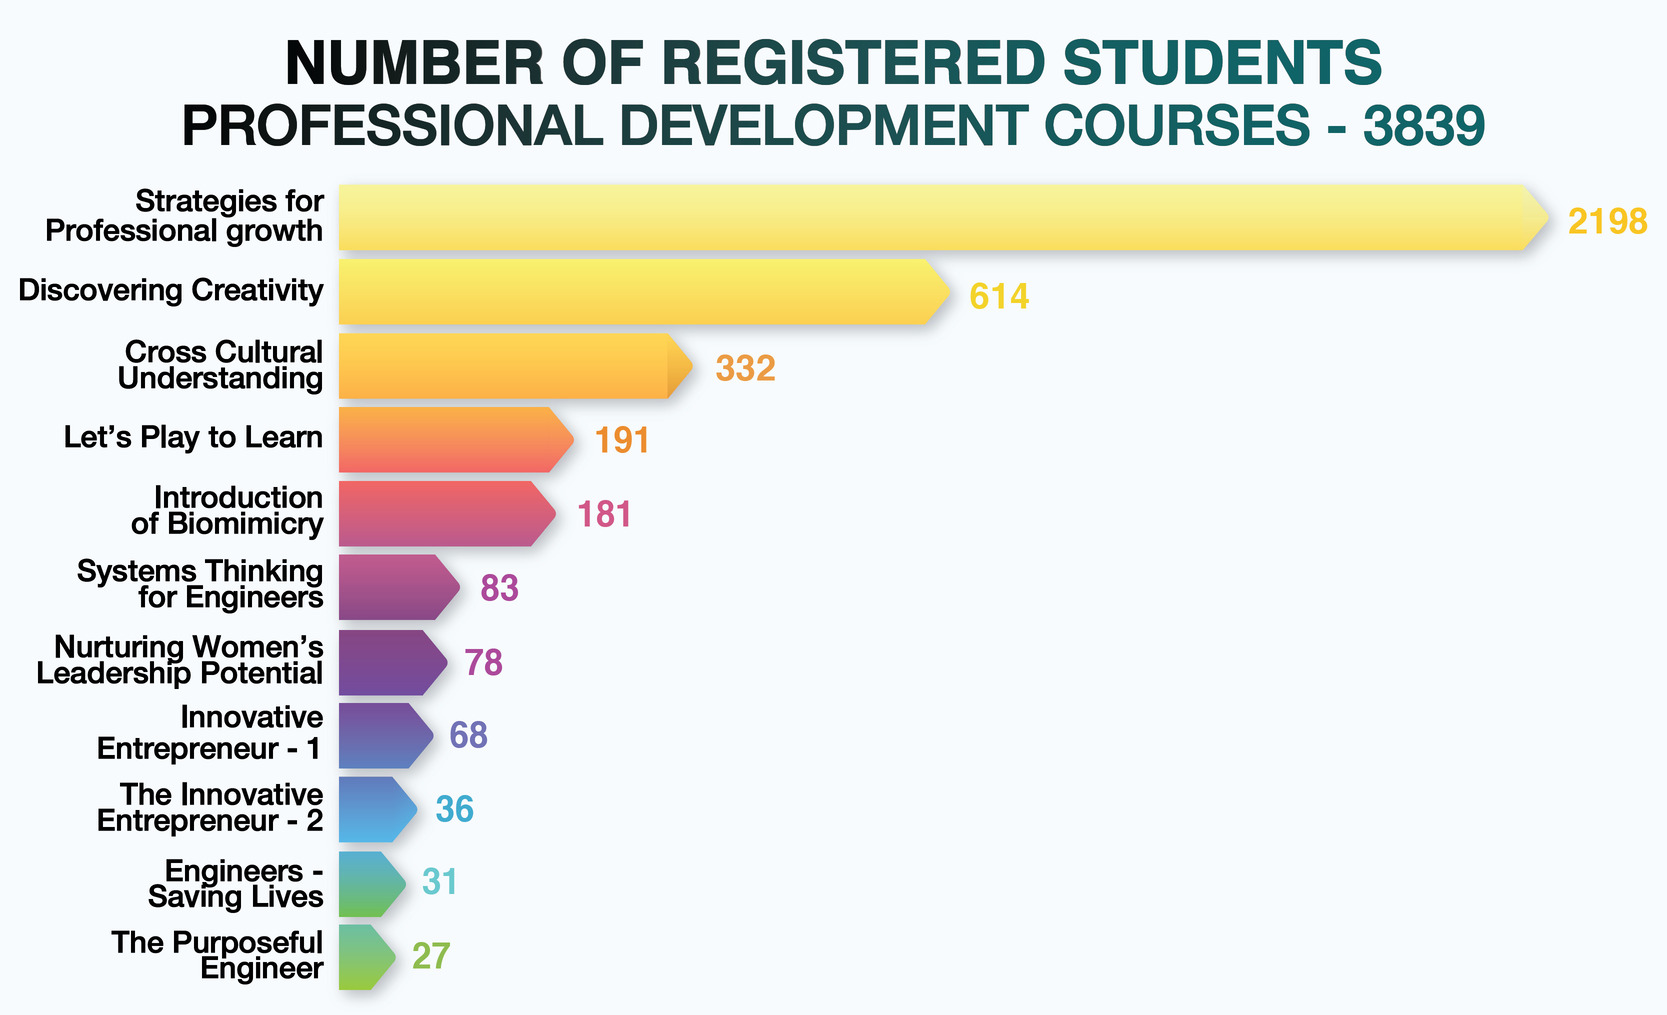 NUMBER OF REGISTERED STUDENTS
PROFESSIONAL DEVELOPMENT COURSES - 3839
Strategies for
Professional growth
2198
Discovering Creativity
614
Cross Cultural
Understanding
332
Let’s Play to Learn
191
Introduction
of Biomimicry
181
Systems Thinking
for Engineers
83
Nurturing Women’s
Leadership Potential
78
Innovative
Entrepreneur - 1
68
The Innovative
Entrepreneur - 2
36
Engineers -
Saving Lives
31
The Purposeful
Engineer
27